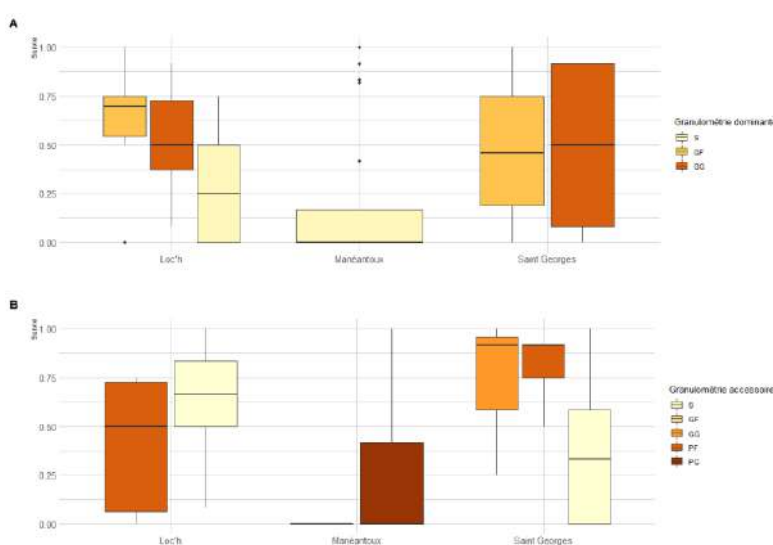 A
Survie
1.00
0.75
0.50
0.25
0.00
Loc'h
Manéantoux
Saint Georges
Granulométrie dominante
S
GF
GG
B
Survie
1.00
0.75
0.50
0.25
0.00
Loc'h
Manéantoux
Saint Georges
Granulométrie accessoire
S
GF
GG
PF
PG